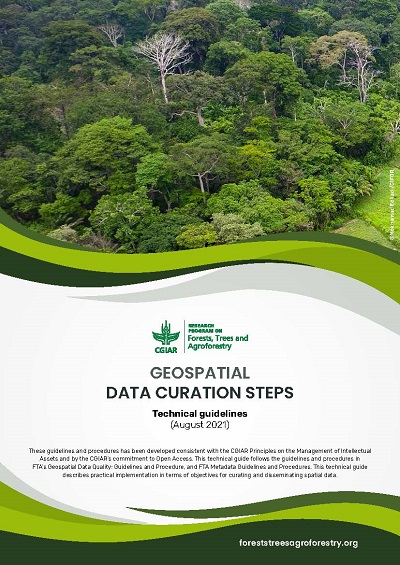 RESEARCH
PROGRAM ON
Forests, Trees and
Agroforestry
CGIAR
GEOSPATIAL
DATA CURATION STEPS
Technical guidelines
(August 2021)
These guidelines and procedures has been developed consistent with the CGIAR Principles on the Management of Intellectual
Assets and by the CGIAR's commitment to Open Access. This technical guide follows the guidelines and procedures in
FTA's Geospatial Data Quality: Guidelines and Procedure, and FTA Metadata Guidelines and Procedures. This technical guide
describes practical implementation in terms of objectives for curating and disseminating spatial data.
foreststreesagroforestry.org